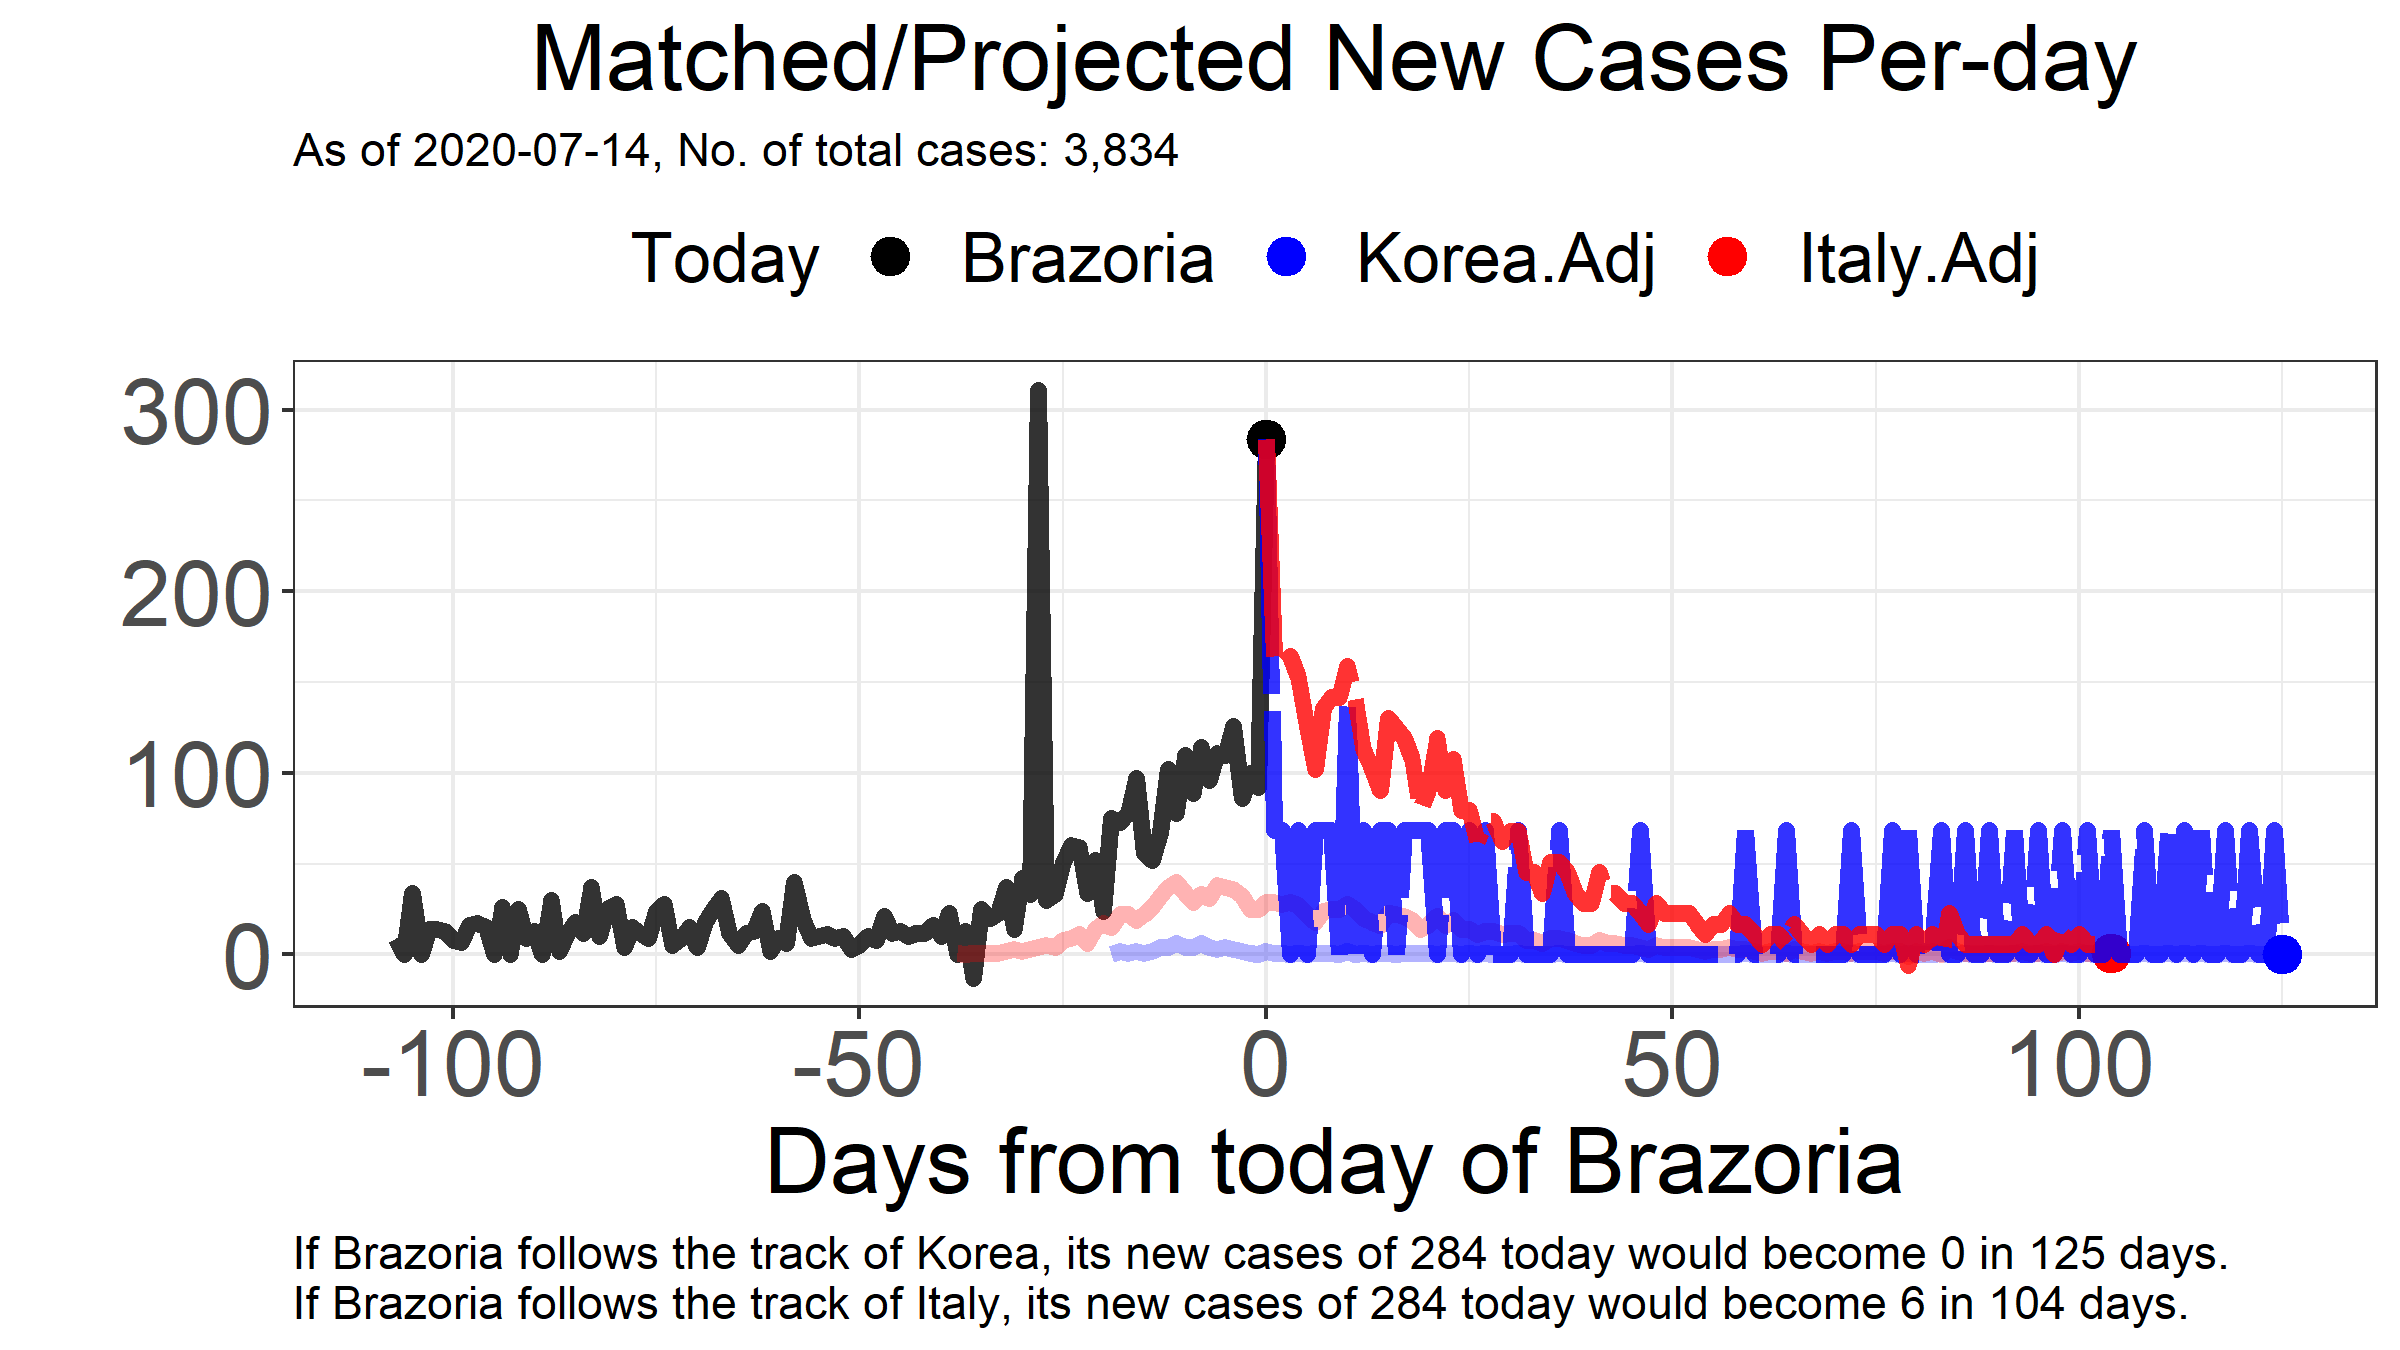 Matched/Projected New Cases Per-day
As of 2020-07-14, No. of total cases: 3,834
Today Brazoria Korea.Adj Italy.Adj
300
200
100
0
-100 -50 0 50 100
Days from today of Brazoria
If Brazoria follows the track of Korea, its new cases of 284 today would become 0 in 125 days.
If Brazoria follows the track of Italy, its new cases of 284 today would become 6 in 104 days.